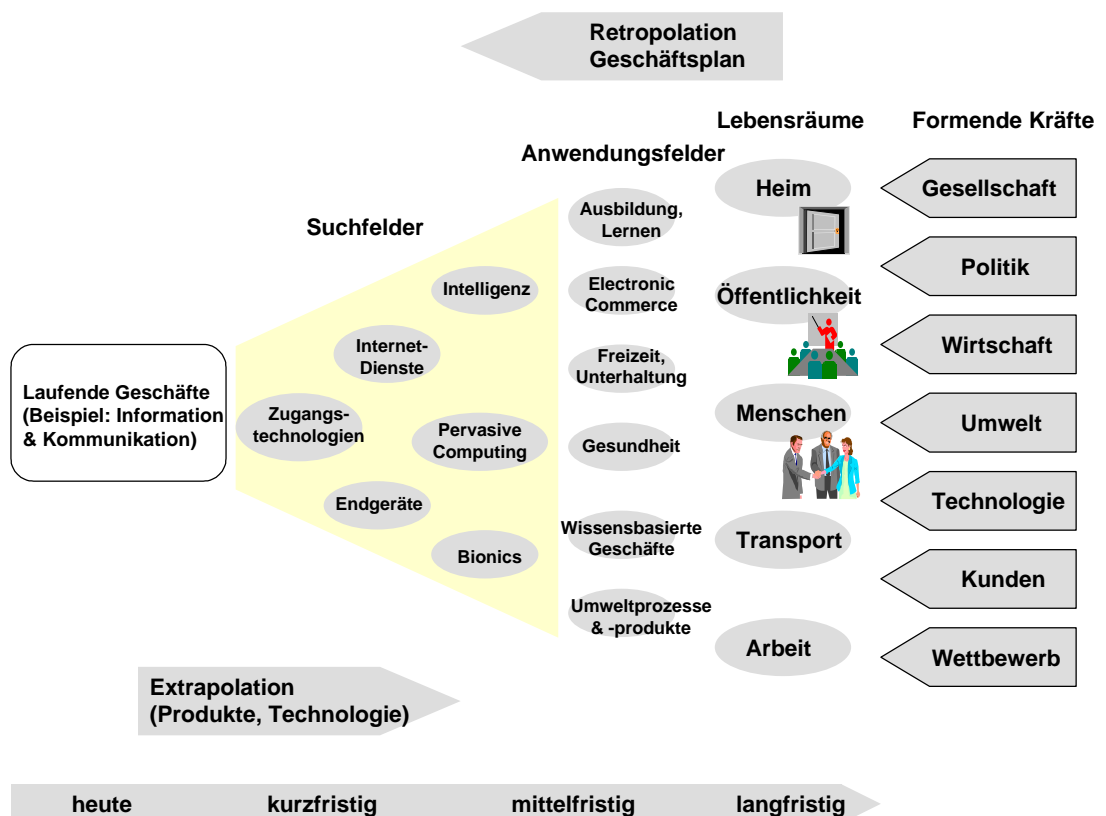 Retropolation
Geschäftsplan
Lebensräume
Formende Kräfte
Anwendungsfelder
Suchfelder
Laufende Geschäfte
(Beispiel: Information
& Kommunikation)
Zugangs-
technologien
Internet-
Dienste
Endgeräte
Intelligenz
Pervasive
Computing
Bionics
Ausbildung,
Lernen
Electronic
Commerce
Freizeit,
Unterhaltung
Gesundheit
Wissensbasierte
Geschäfte
Umweltprozesse
& -produkte
Heim
Öffentlichkeit
Menschen
Transport
Arbeit
Gesellschaft
Politik
Wirtschaft
Umwelt
Technologie
Kunden
Wettbewerb
Extrapolation
(Produkte, Technologie)
heute kurzfristig mittelfristig langfristig